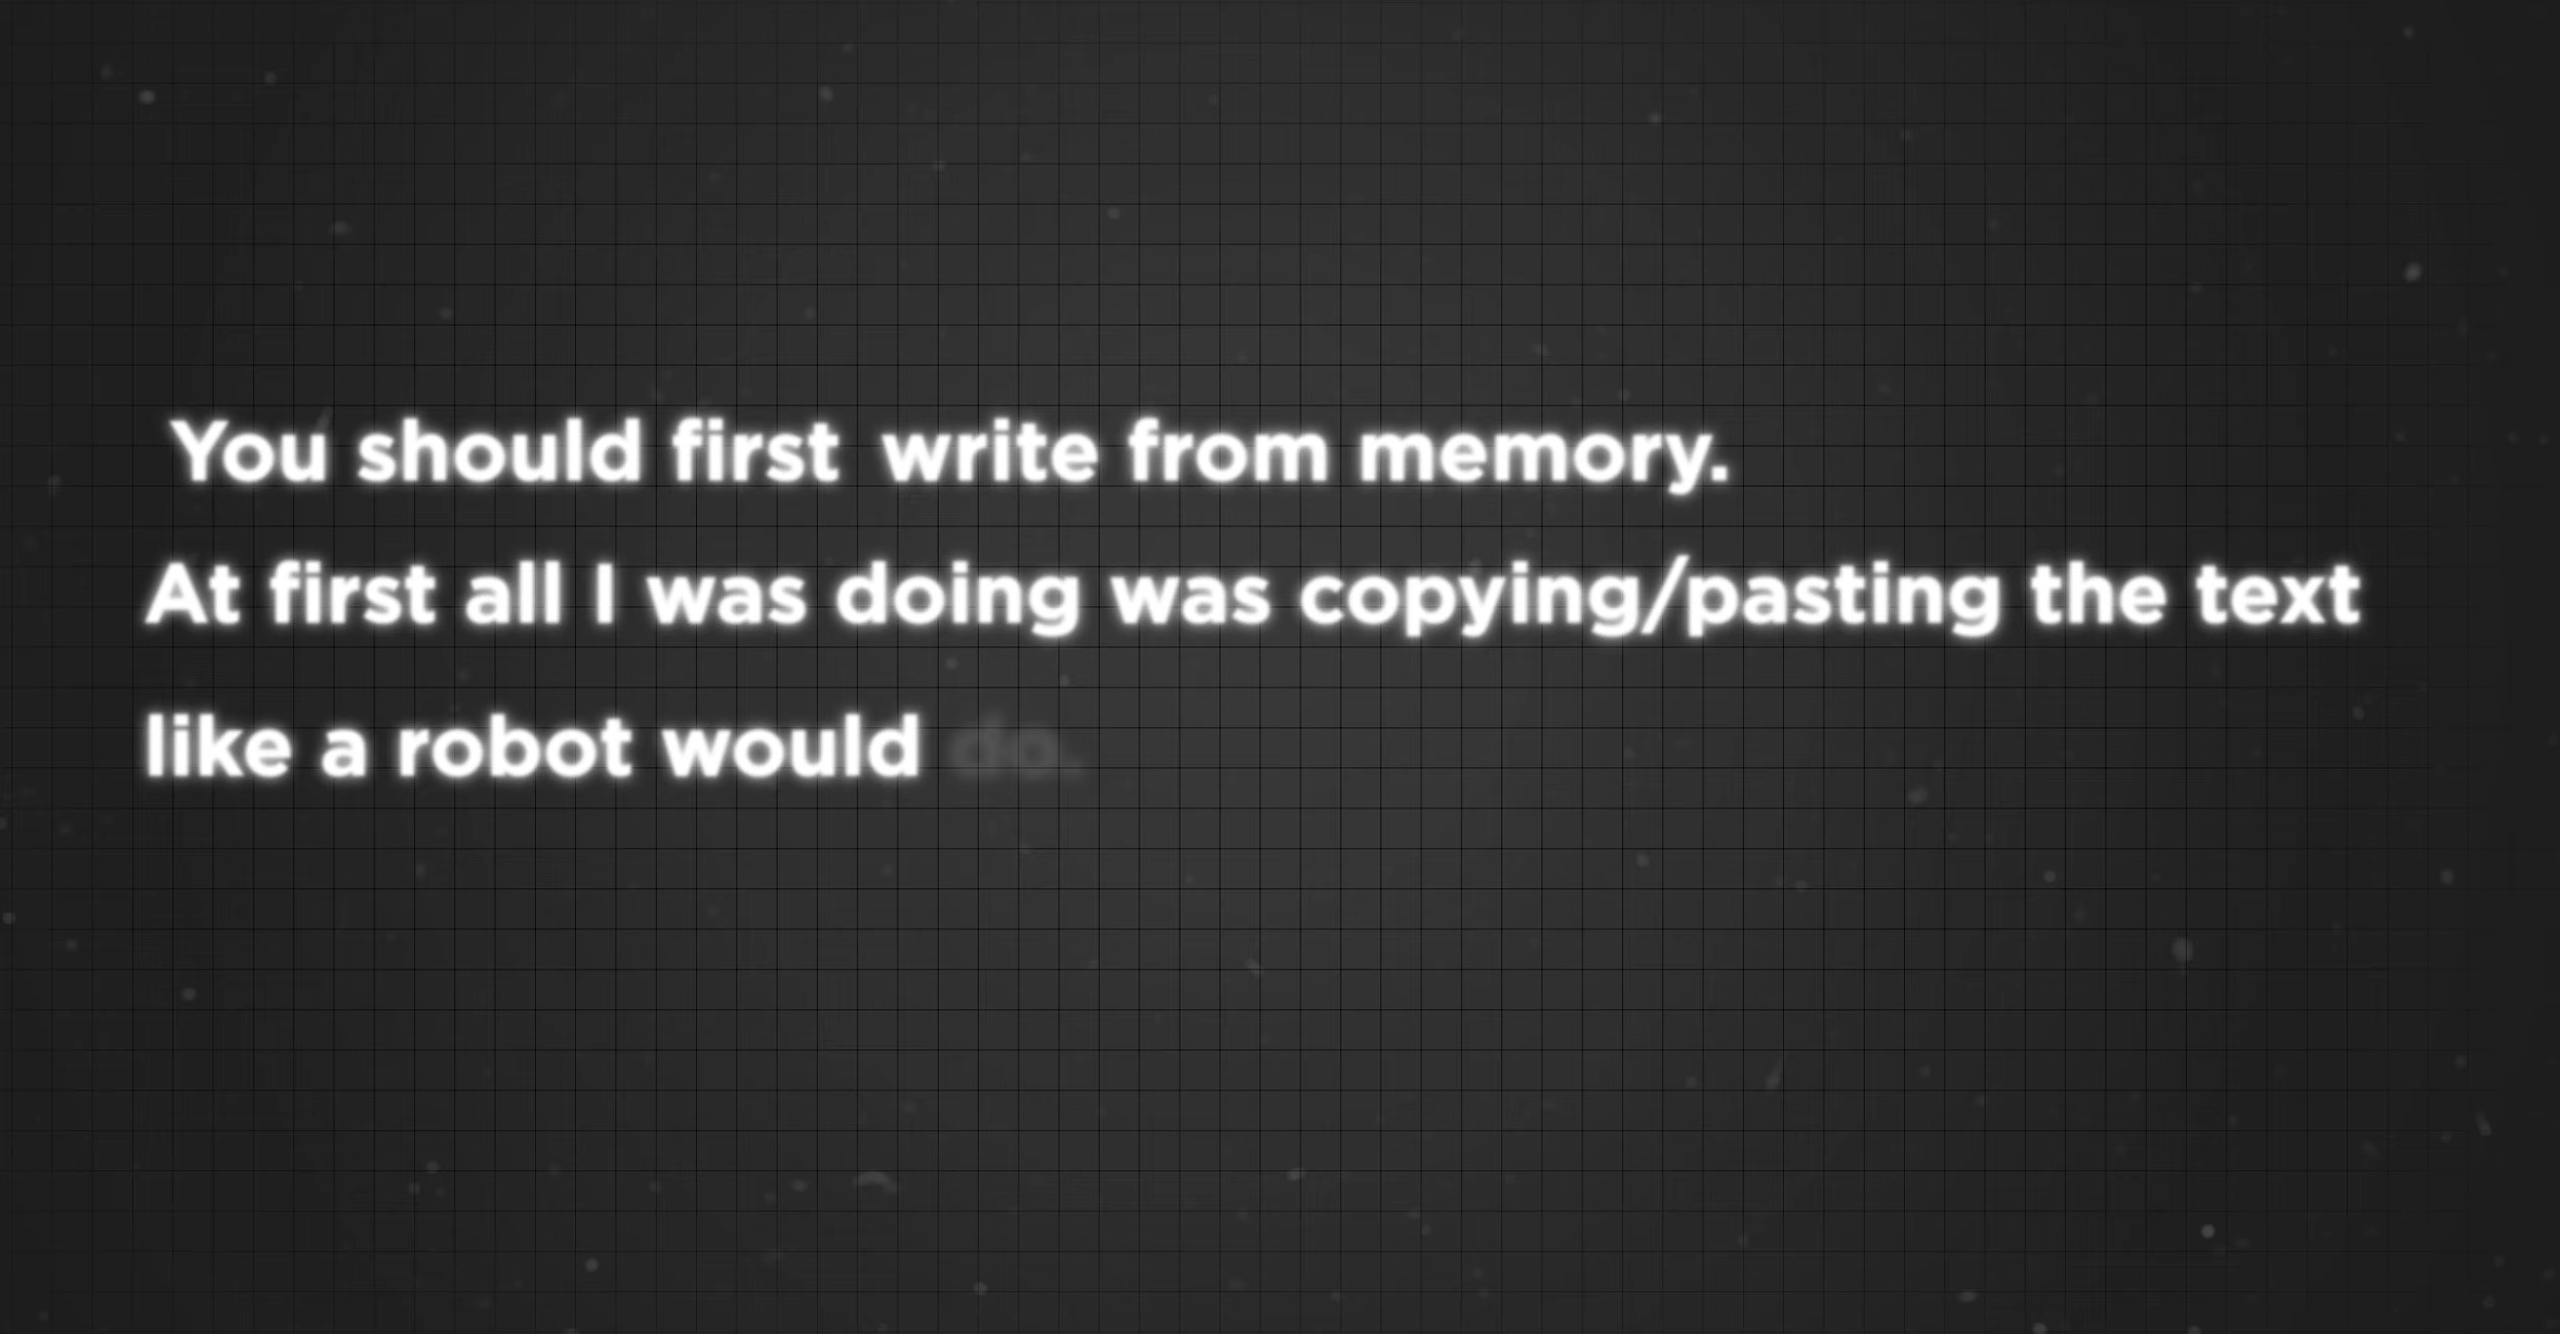 You should first write from memory.
At first all I was doing was copying/pasting the text
like a robot would do.